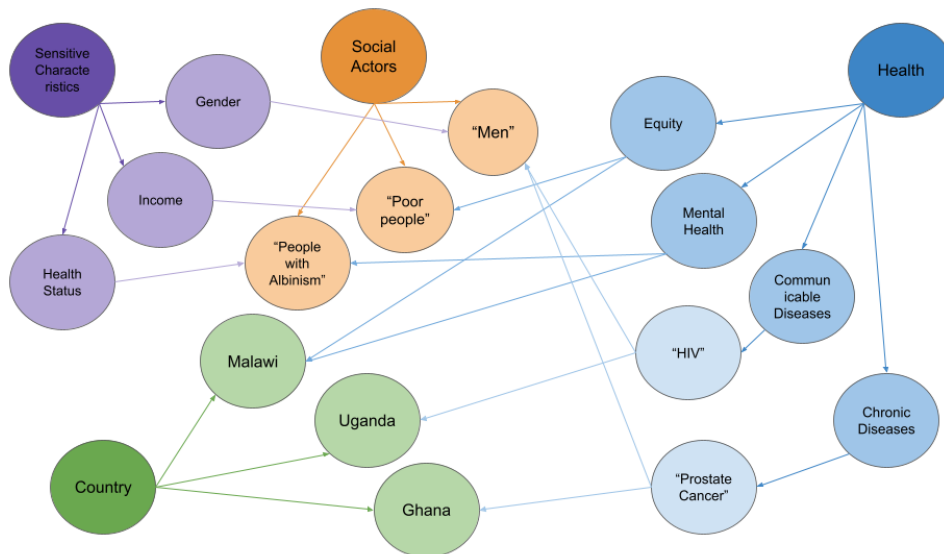 Sensitive
Characte
ristics
Social
Actors
Health
Gender
“Men”
Equity
Income
“Poor
people”
Mental
Health
“People
with
Albinism”
Health
Status
Commun
icable
Diseases
Malawi
“HIV”
Uganda
Chronic
Diseases
Country
Ghana
“Prostate
Cancer”